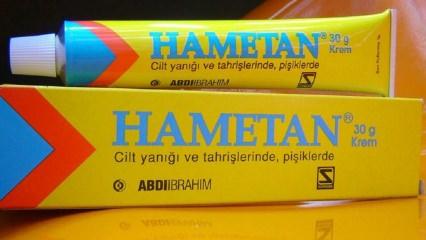 HAMETAN® 30 g
Krem
Cilt yanığı ve tahrişlerinde, pişiklerde
ABDİİBRAHİM
HAMETAN® 30 g
Krem
Cilt yanığı ve tahrişlerinde, pişiklerde
ABDİİBRAHİM